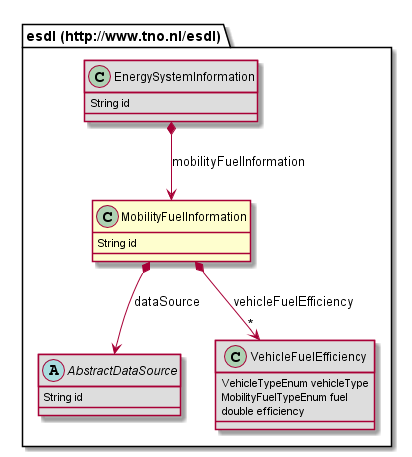 esdl (http://www.tno.nl/esdl)
C EnergySystemInformation
String id
mobilityFuelInformation
C MobilityFuelInformation
String id
dataSource
vehicleFuelEfficiency
*
A AbstractDataSource
String id
C VehicleFuelEfficiency
VehicleTypeEnum vehicleType
MobilityFuelTypeEnum fuel
double efficiency